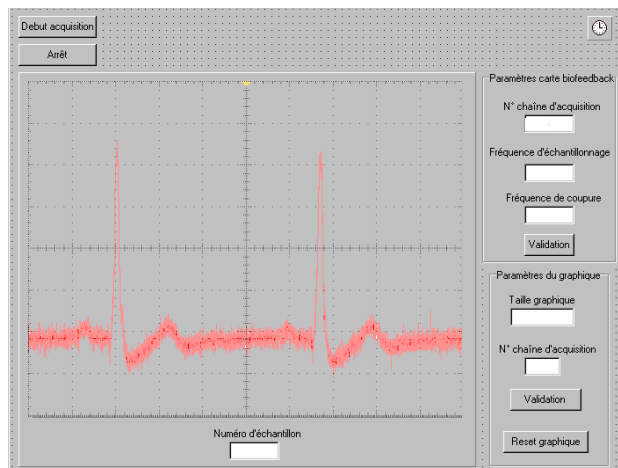 Debut acquisition
Arrêt
Paramètres carte biofeedback
N° chaîne d'acquisition
Fréquence d'échantillonnage
Fréquence de coupure
Validation
Paramètres du graphique
Taille graphique
N° chaîne d'acquisition
Validation
Reset graphique
Numéro d'échantillon